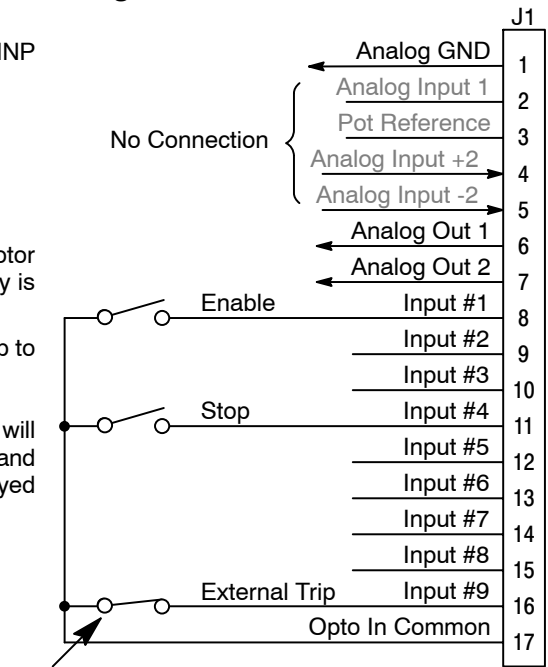 J1
INP
Analog GND 1
Analog Input 1 2
No Connection
Pot Reference 3
Analog Input +2 4
Analog Input -2 5
Analog Out 1 6
Analog Out 2 7
Enable Input #1 8
Input #2 9
Input #3 10
Stop Input #4 11
Input #5 12
Input #6 13
Input #7 14
Input #8 15
External Trip Input #9 16
Opto In Common 17
y is
to
will
and